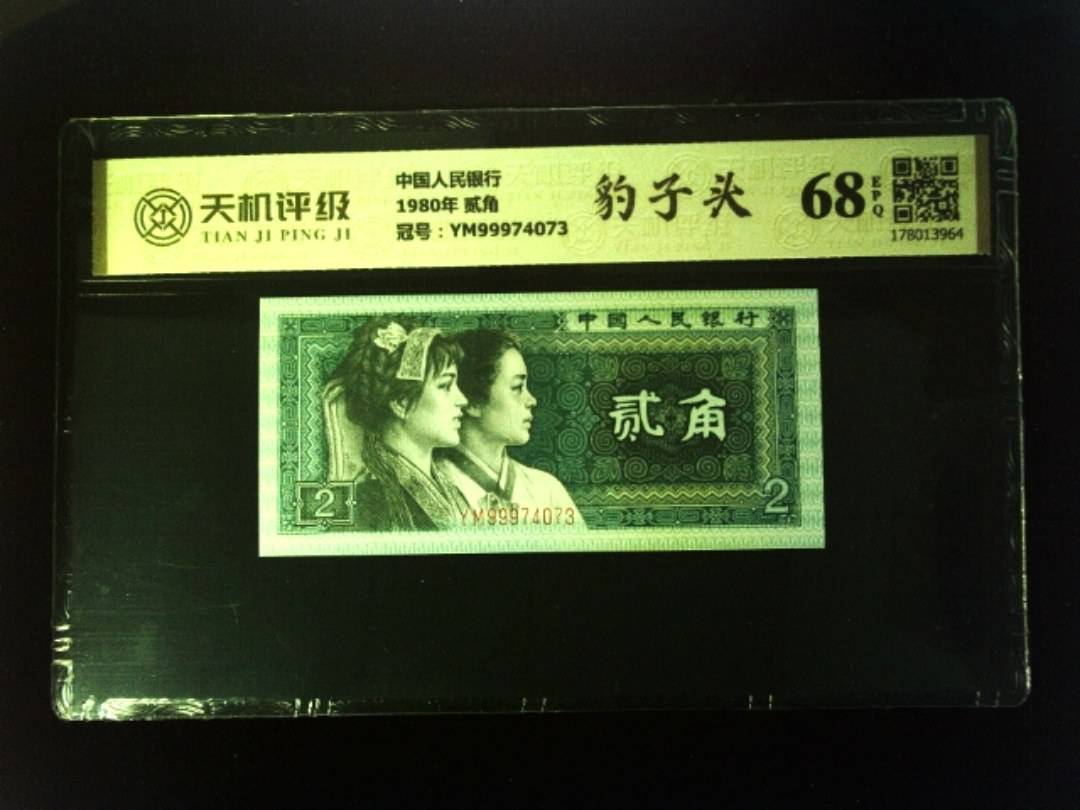 天机评级
TIAN JI PING JI
中国人民银行
1980年 贰角
冠号：YM99974073
豹子头
68
EPQ
178013964
中國人民银行
贰角
2
2
YM99974073